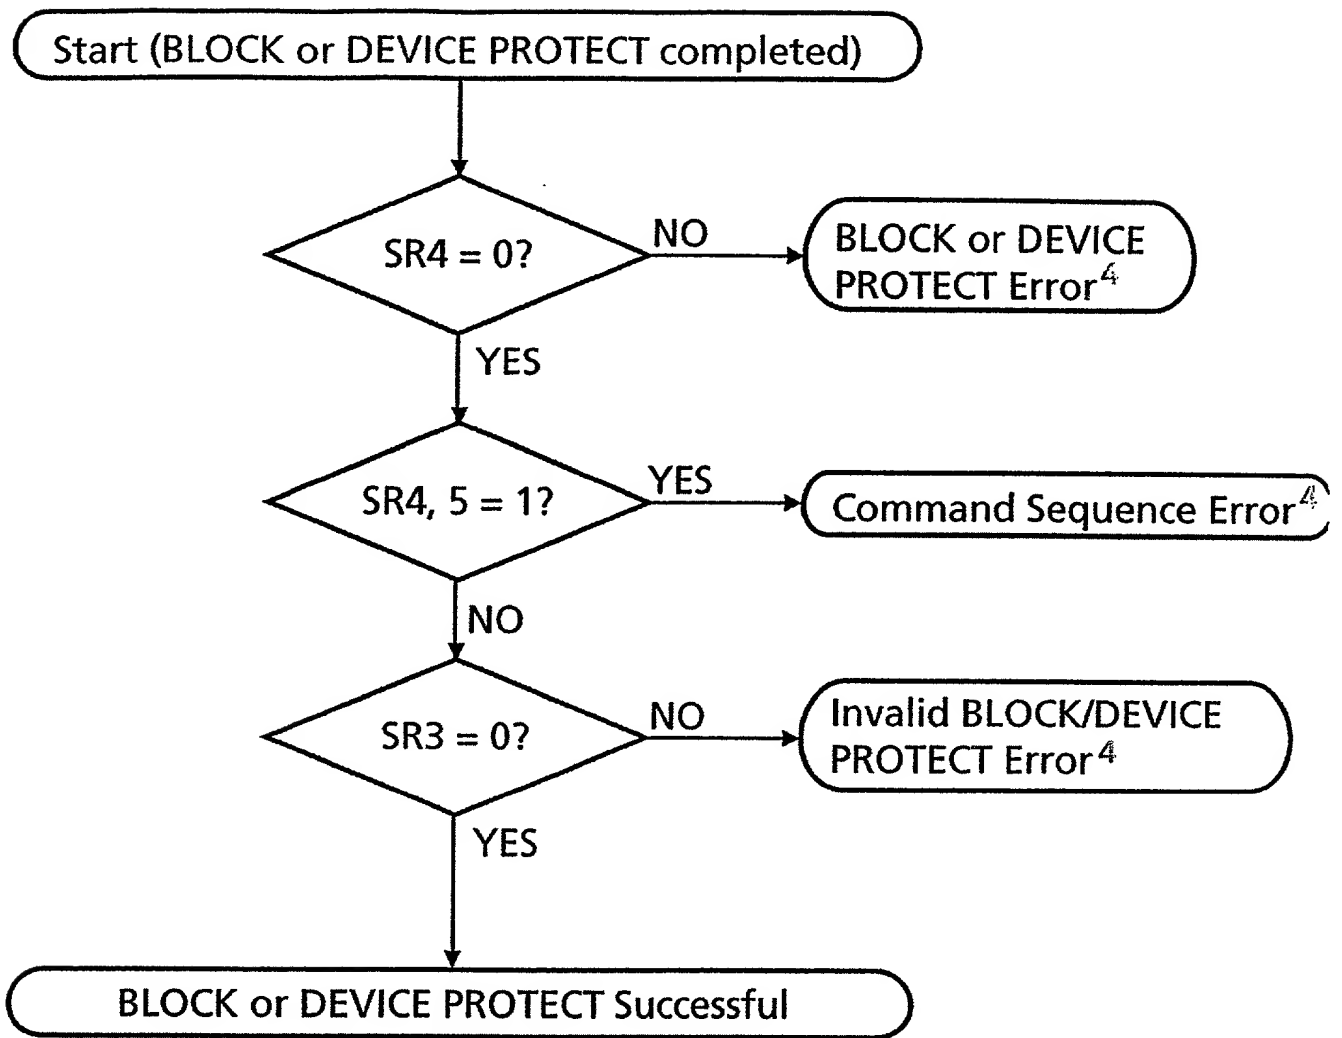 Start (BLOCK or DEVICE PROTECT completed)
SR4 = 0?
NO
BLOCK or DEVICE
PROTECT Error⁴
YES
SR4, 5 = 1?
YES
Command Sequence Error⁴
NO
SR3 = 0?
NO
Invalid BLOCK/DEVICE
PROTECT Error⁴
YES
BLOCK or DEVICE PROTECT Successful